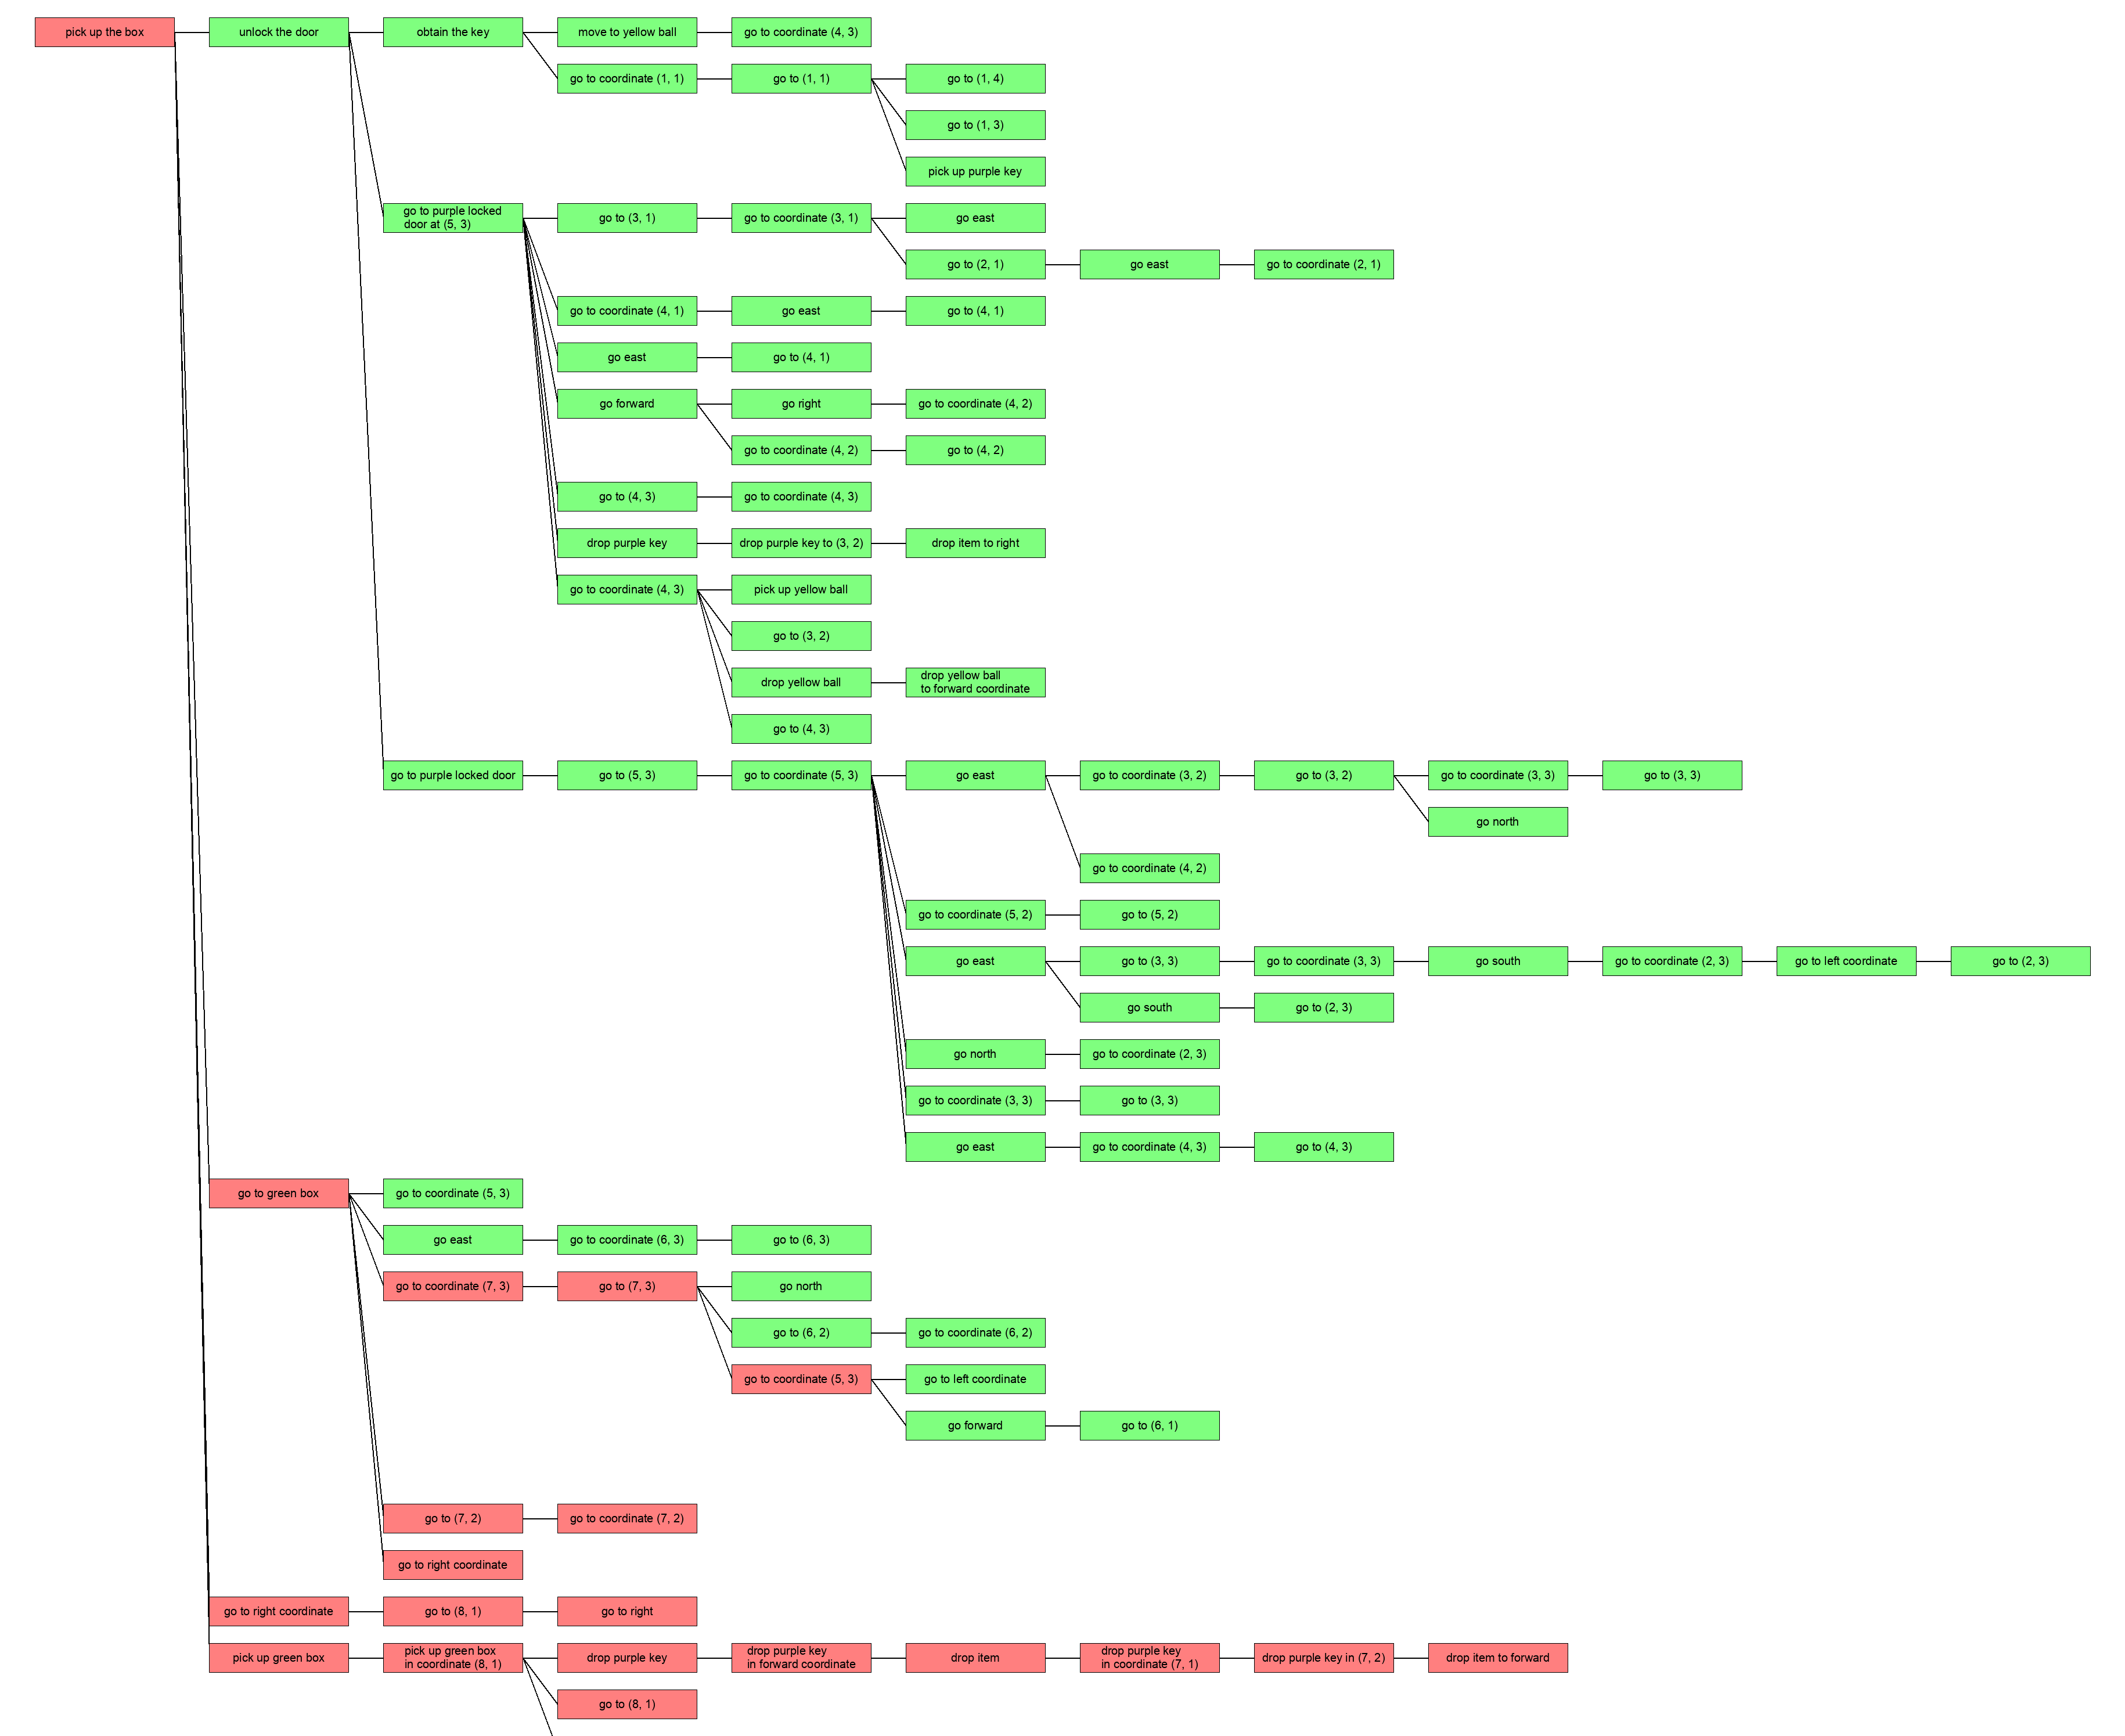 pick up the box
unlock the door
obtain the key
move to yellow ball
go to coordinate (4, 3)
go to coordinate (1, 1)
go to (1, 1)
go to (1, 4)
go to (1, 3)
pick up purple key
go to purple locked
door at (5, 3)
go to (3, 1)
go to coordinate (3, 1)
go east
go to (2, 1)
go east
go to coordinate (2, 1)
go to coordinate (4, 1)
go east
go to (4, 1)
go east
go to (4, 1)
go forward
go right
go to coordinate (4, 2)
go to coordinate (4, 2)
go to (4, 2)
go to (4, 3)
go to coordinate (4, 3)
drop purple key
drop purple key to (3, 2)
drop item to right
go to coordinate (4, 3)
pick up yellow ball
go to (3, 2)
drop yellow ball
drop yellow ball
to forward coordinate
go to (4, 3)
go to purple locked door
go to (5, 3)
go to coordinate (5, 3)
go east
go to coordinate (3, 2)
go to (3, 2)
go to coordinate (3, 3)
go to (3, 3)
go north
go to coordinate (4, 2)
go to coordinate (5, 2)
go to (5, 2)
go east
go to (3, 3)
go to coordinate (3, 3)
go south
go to coordinate (2, 3)
go to left coordinate
go to (2, 3)
go south
go to (2, 3)
go north
go to coordinate (2, 3)
go to coordinate (3, 3)
go to (3, 3)
go east
go to coordinate (4, 3)
go to (4, 3)
go to green box
go to coordinate (5, 3)
go east
go to coordinate (6, 3)
go to (6, 3)
go to coordinate (7, 3)
go to (7, 3)
go north
go to (6, 2)
go to coordinate (6, 2)
go to coordinate (5, 3)
go to left coordinate
go forward
go to (6, 1)
go to (7, 2)
go to coordinate (7, 2)
go to right coordinate
go to right coordinate
go to (8, 1)
go to right
pick up green box
pick up green box
in coordinate (8, 1)
drop purple key
drop purple key
in forward coordinate
drop item
drop purple key
in coordinate (7, 1)
drop purple key in (7, 2)
drop item to forward
go to (8, 1)